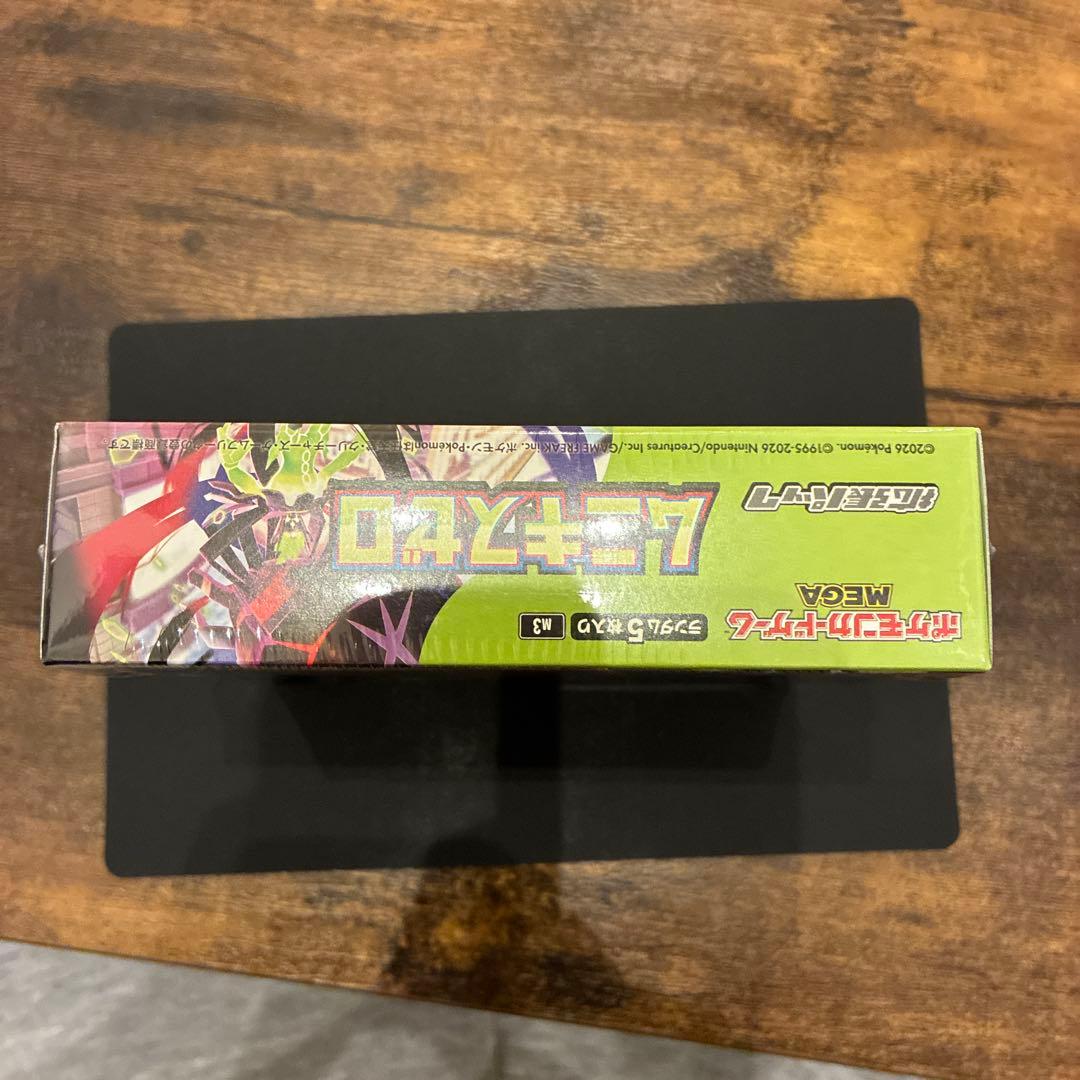 ポケモンカードゲーム
MEGA
ランダム5枚入り
M3
拡張パック
ムニキスゼロ
©2026 Pokémon. ©1995-2026 Nintendo/Creatures Inc./GAME FREAK inc. ポケモン・Pokémonは任天堂・クリーチャーズ・ゲームフリークの登録商標です。